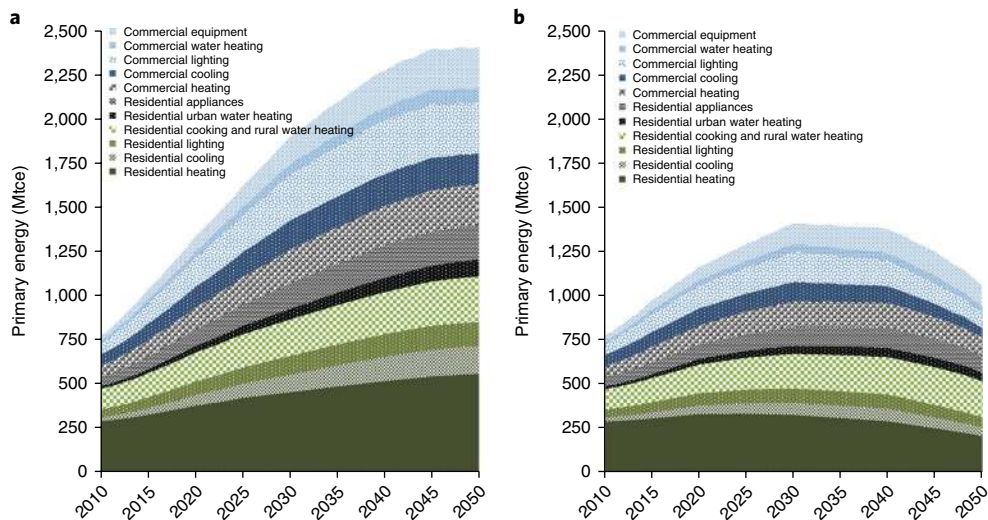 a
2,500
2,250
2,000
1,750
1,500
1,250
1,000
750
500
250
0
Primary energy (Mtce)
Commercial equipment
Commercial water heating
Commercial lighting
Commercial cooling
Commercial heating
Residential appliances
Residential urban water heating
Residential cooking and rural water heating
Residential lighting
Residential cooling
Residential heating
2010
2015
2020
2025
2030
2035
2040
2045
2050
b
2,500
2,250
2,000
1,750
1,500
1,250
1,000
750
500
250
0
Primary energy (Mtce)
Commercial equipment
Commercial water heating
Commercial lighting
Commercial cooling
Commercial heating
Residential appliances
Residential urban water heating
Residential cooking and rural water heating
Residential lighting
Residential cooling
Residential heating
2010
2015
2020
2025
2030
2035
2040
2045
2050